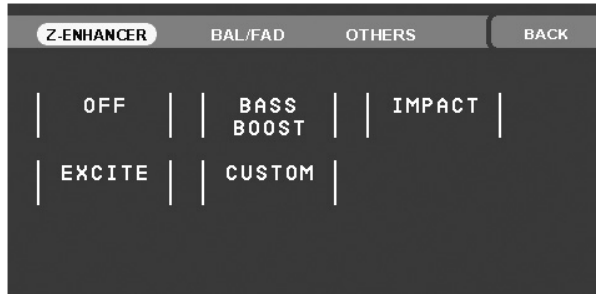 Z-ENHANCER BAL/FAD OTHERS BACK
OFF BASS BOOST IMPACT
EXCITE CUSTOM